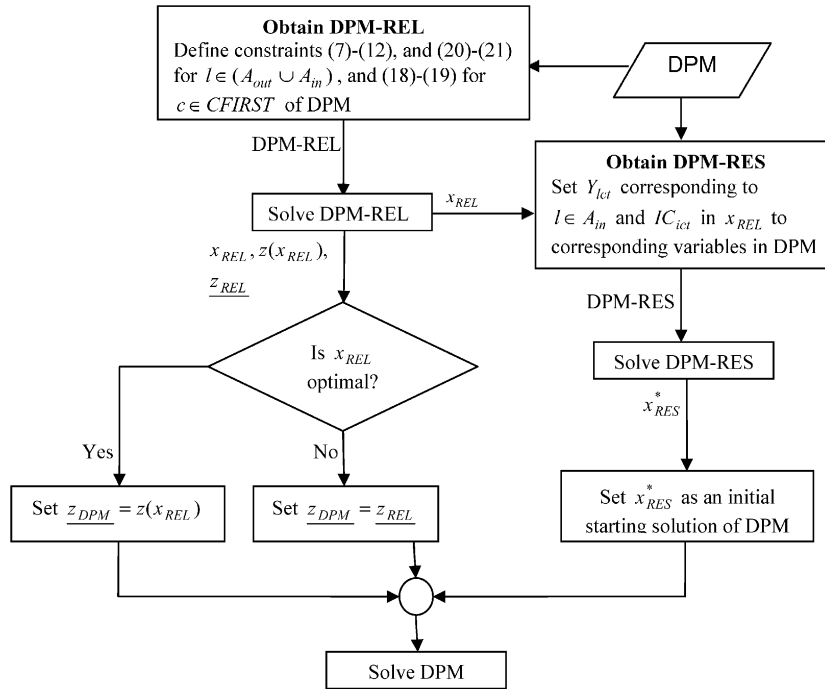 Obtain DPM-REL
Define constraints (7)-(12), and (20)-(21)
for l ∈ (A_out ∪ A_in) , and (18)-(19) for
c ∈ CFIRST of DPM
DPM
DPM-REL
Obtain DPM-RES
Set Y_lct corresponding to
l ∈ A_in and IC_ict in x_REL to
corresponding variables in DPM
Solve DPM-REL
x_REL
x_REL, z(x_REL),
z_REL
DPM-RES
Is x_REL
optimal?
Solve DPM-RES
x*_RES
Yes
No
Set z_DPM = z(x_REL)
Set z_DPM = z_REL
Set x*_RES as an initial
starting solution of DPM
Solve DPM